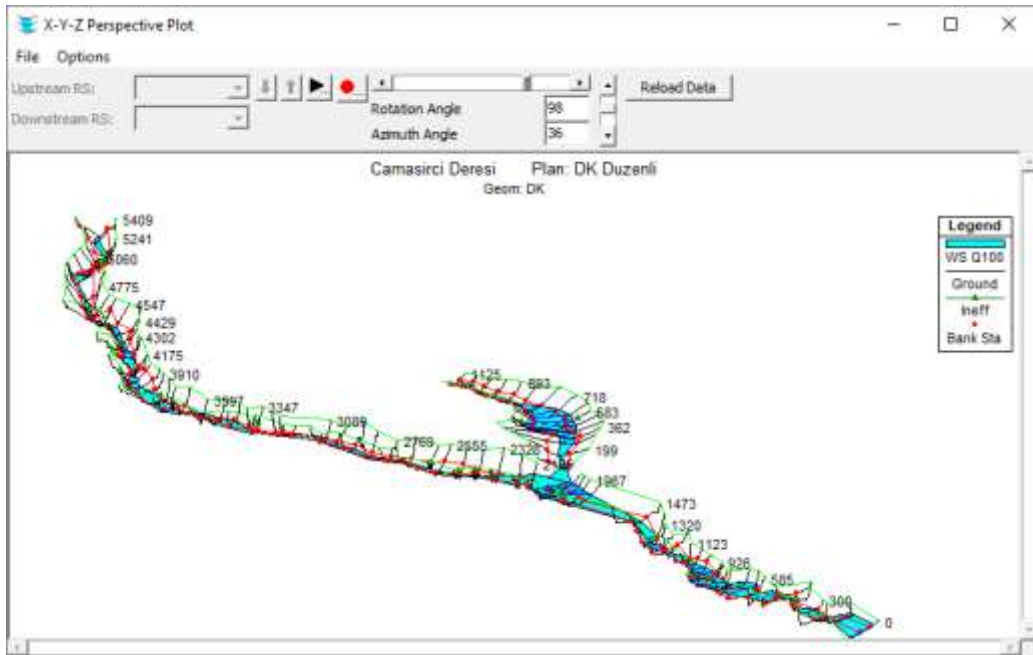 X-Y-Z Perspective Plot
File Options
Upstream RS:
Downstream RS:
Rotation Angle 98
Azimuth Angle 36
Reload Data
Camasirci Deresi Plan: DK Duzenli
Geom: DK
Legend
WS Q100
Ground
Ineff
Bank Sta
5409
5241
5060
4775
4547
4429
4302
4175
3910
3597
3347
3089
2769
2555
2328
1967
1125
893
718
583
362
199
1473
1320
1123
926
585
300
0